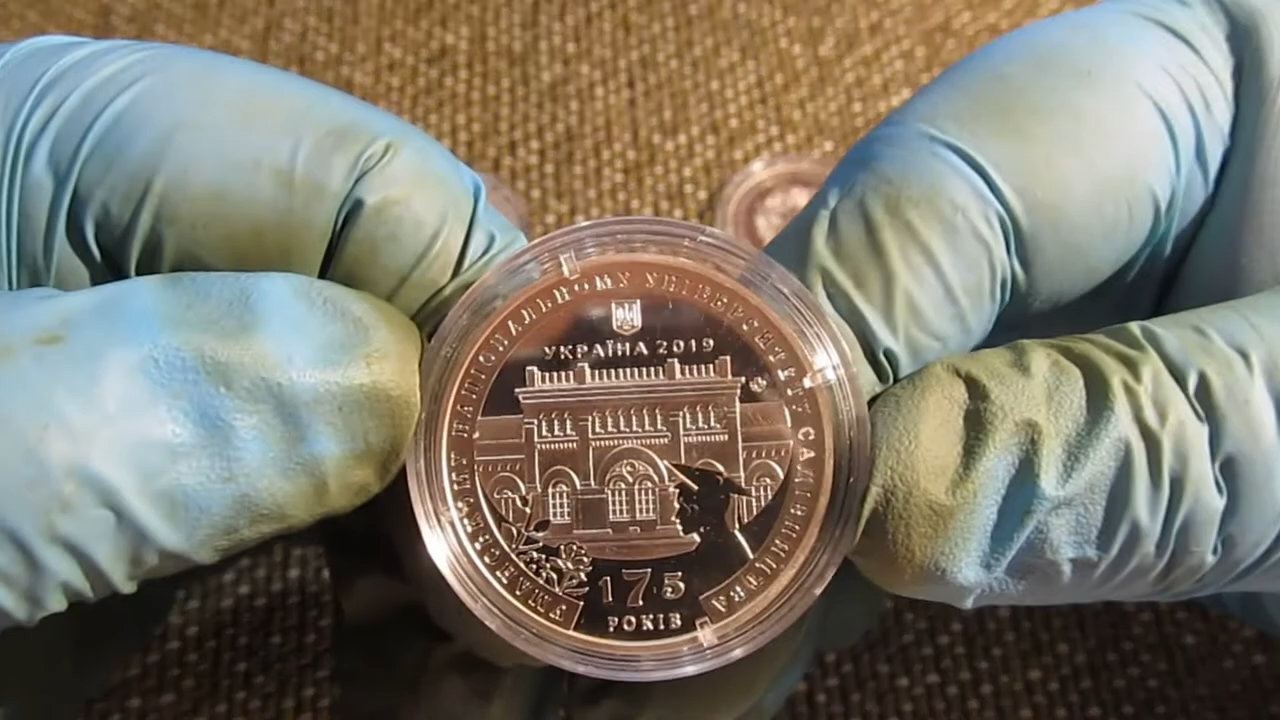 УМАНСЬКОМУ НАЦІОНАЛЬНОМУ УНІВЕРСИТЕТУ САДІВНИЦТВА
УКРАЇНА 2019
175
РОКІВ